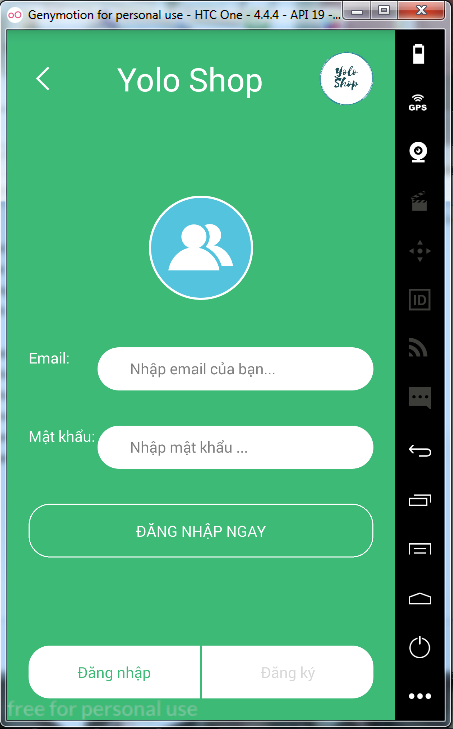 Genymotion for personal use - HTC One - 4.4.4 - API 19 -...
Yolo Shop
Yolo
Shop
GPS
ID
Email:
Nhập email của bạn...
Mật khẩu:
Nhập mật khẩu ...
ĐĂNG NHẬP NGAY
Đăng nhập
Đăng ký
free for personal use